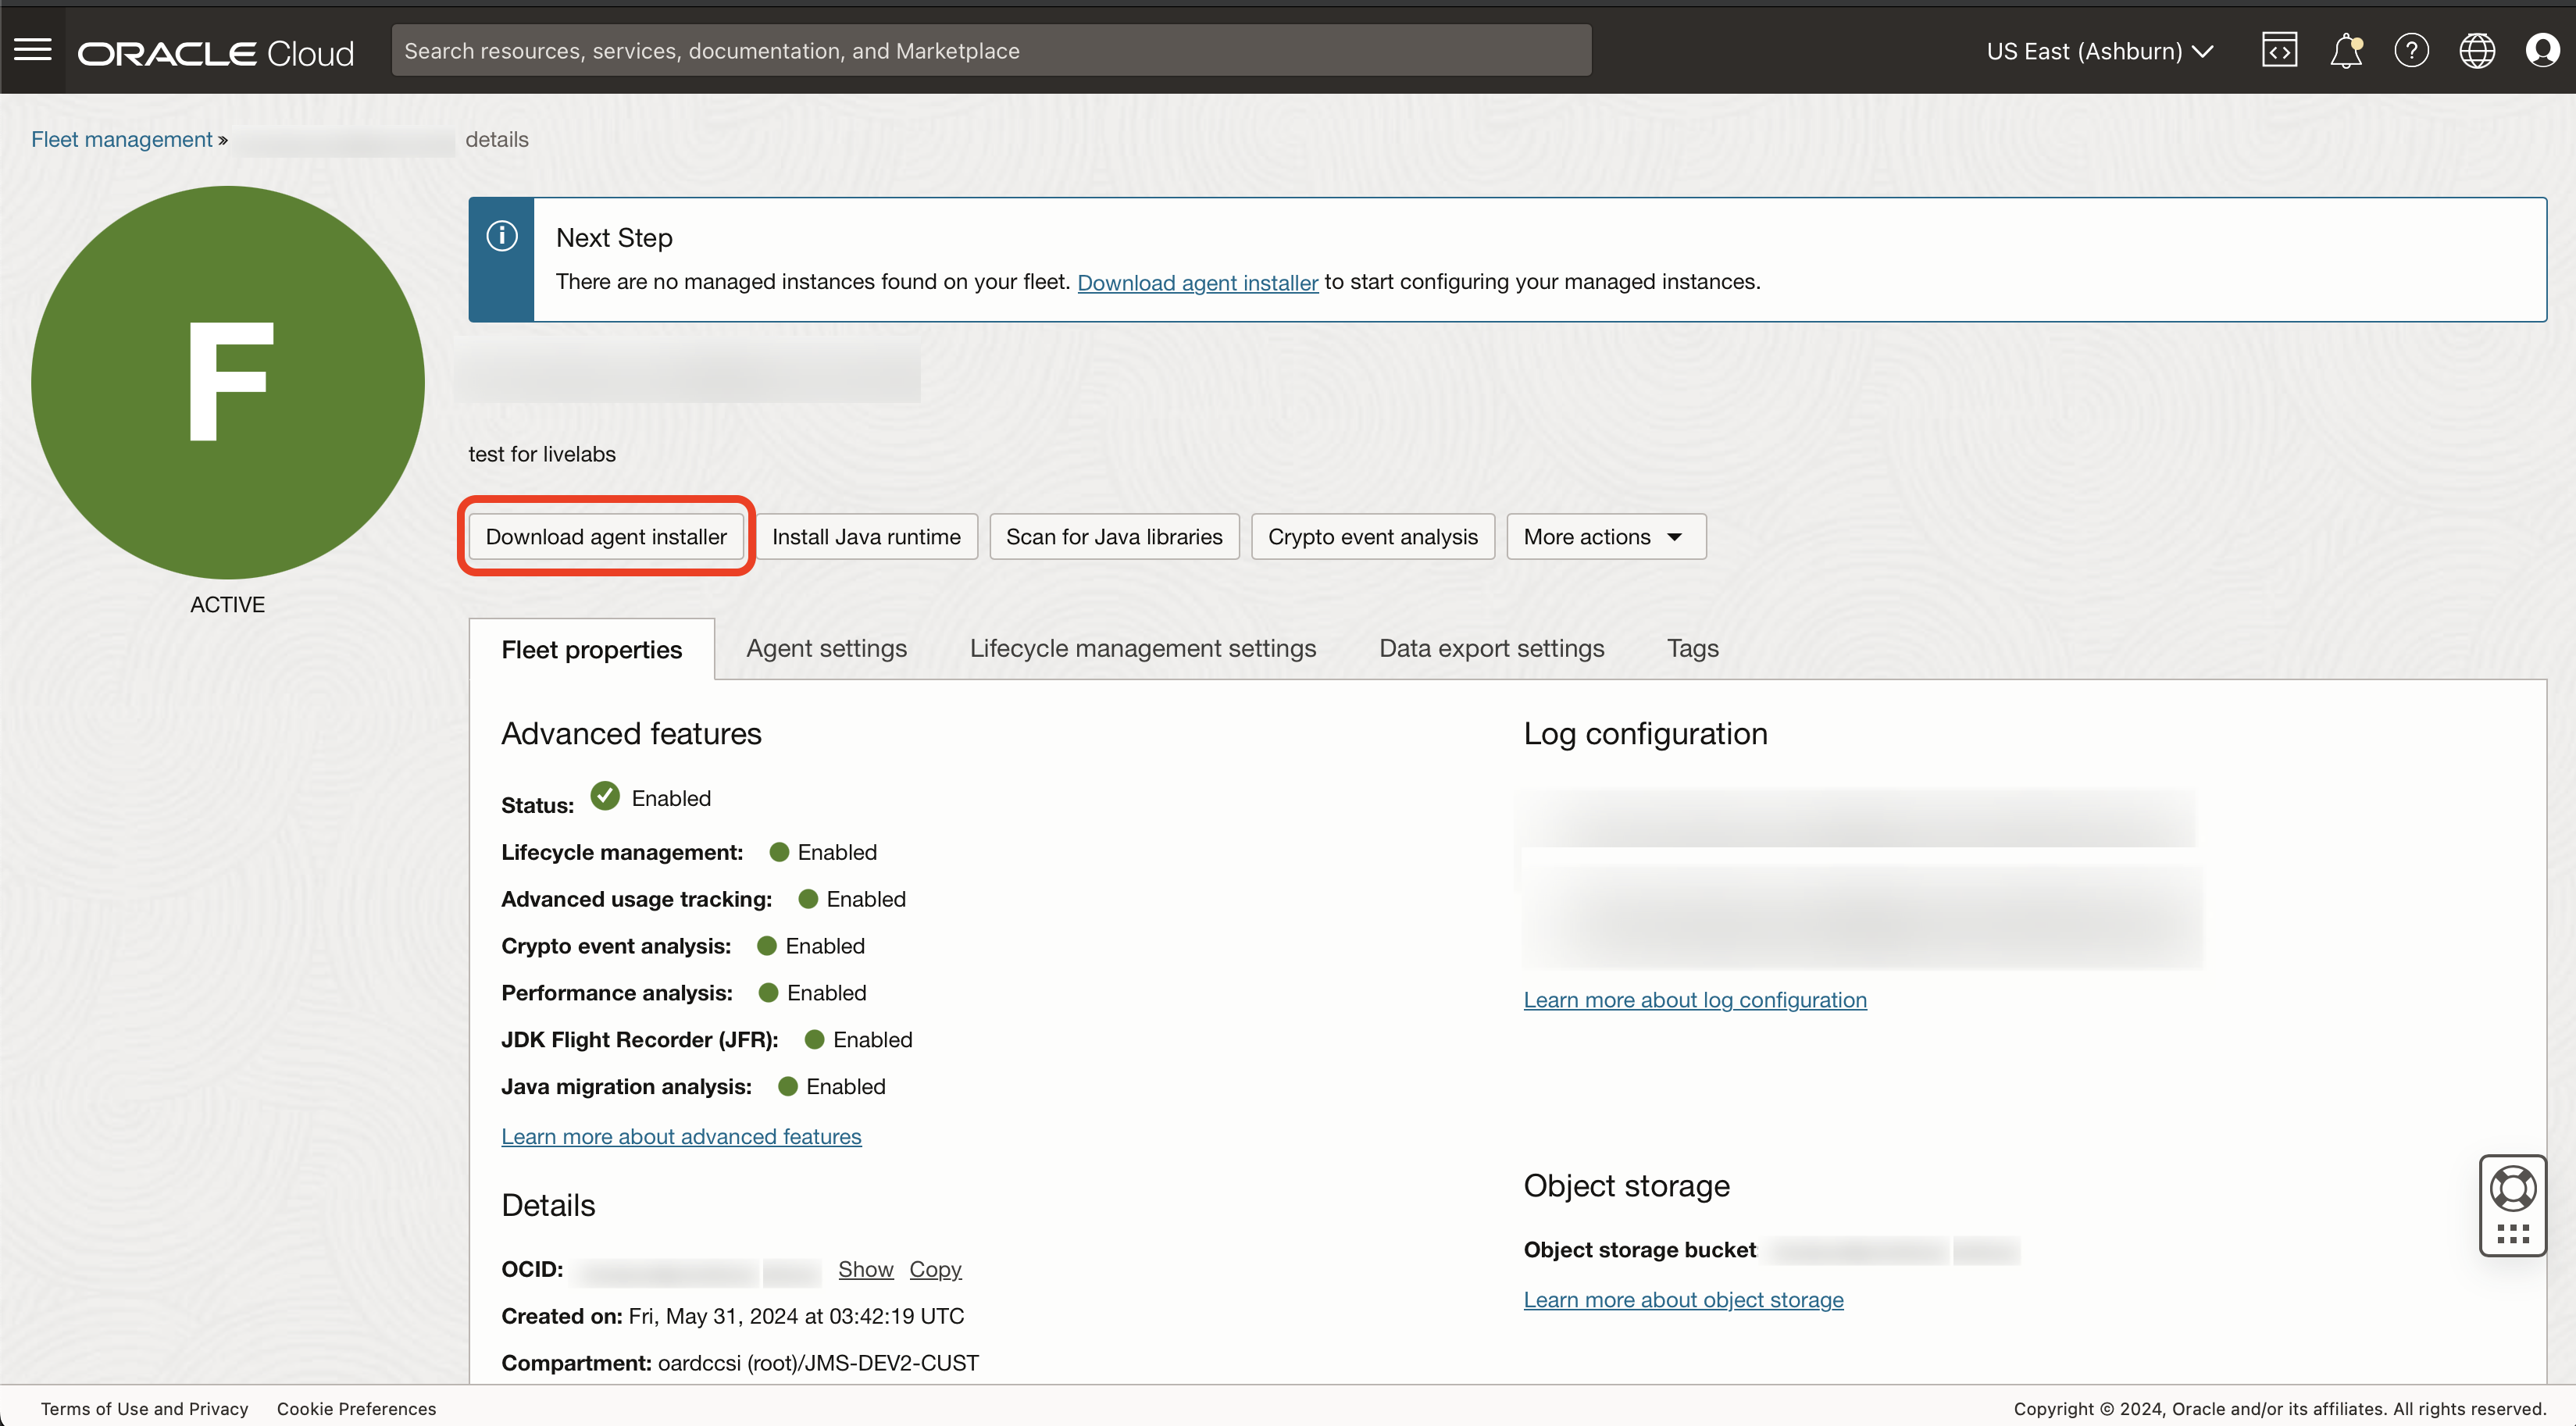 ORACLE Cloud
Search resources, services, documentation, and Marketplace
US East (Ashburn)
Fleet management » details
Next Step
There are no managed instances found on your fleet. Download agent installer to start configuring your managed instances.
F
ACTIVE
test for livelabs
Download agent installer
Install Java runtime
Scan for Java libraries
Crypto event analysis
More actions
Fleet properties
Agent settings
Lifecycle management settings
Data export settings
Tags
Advanced features
Status: Enabled
Lifecycle management: Enabled
Advanced usage tracking: Enabled
Crypto event analysis: Enabled
Performance analysis: Enabled
JDK Flight Recorder (JFR): Enabled
Java migration analysis: Enabled
Learn more about advanced features
Details
OCID: Show Copy
Created on: Fri, May 31, 2024 at 03:42:19 UTC
Compartment: oardccsi (root)/JMS-DEV2-CUST
Log configuration
Learn more about log configuration
Object storage
Object storage bucket
Learn more about object storage
Terms of Use and Privacy
Cookie Preferences
Copyright © 2024, Oracle and/or its affiliates. All rights reserved.